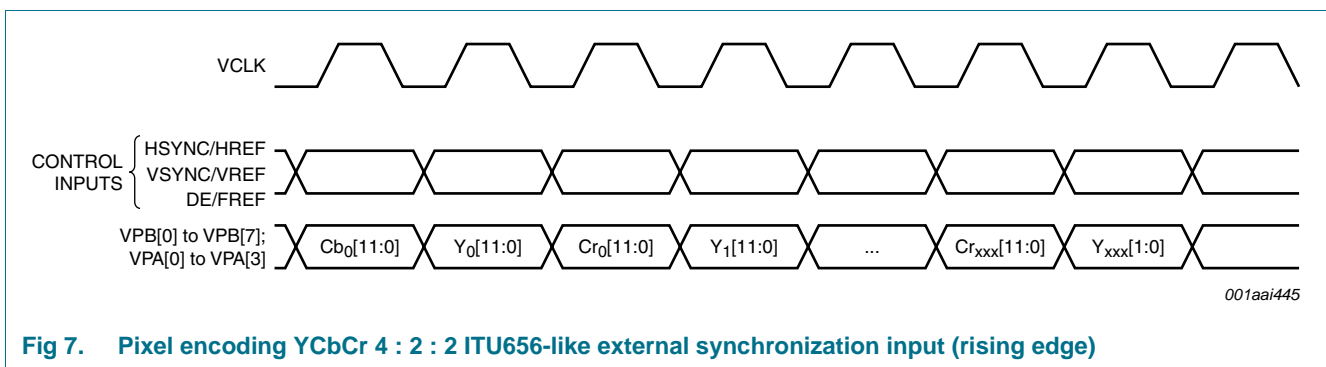 VCLK
CONTROL INPUTS
HSYNC/HREF
VSYNC/VREF
DE/FREF
VPB[0] to VPB[7];
VPA[0] to VPA[3]
Cb0[11:0] Y0[11:0] Cr0[11:0] Y1[11:0] ... Crxxx[11:0] Yxxx[1:0]
001aai445
Fig 7. Pixel encoding YCbCr 4 : 2 : 2 ITU656-like external synchronization input (rising edge)